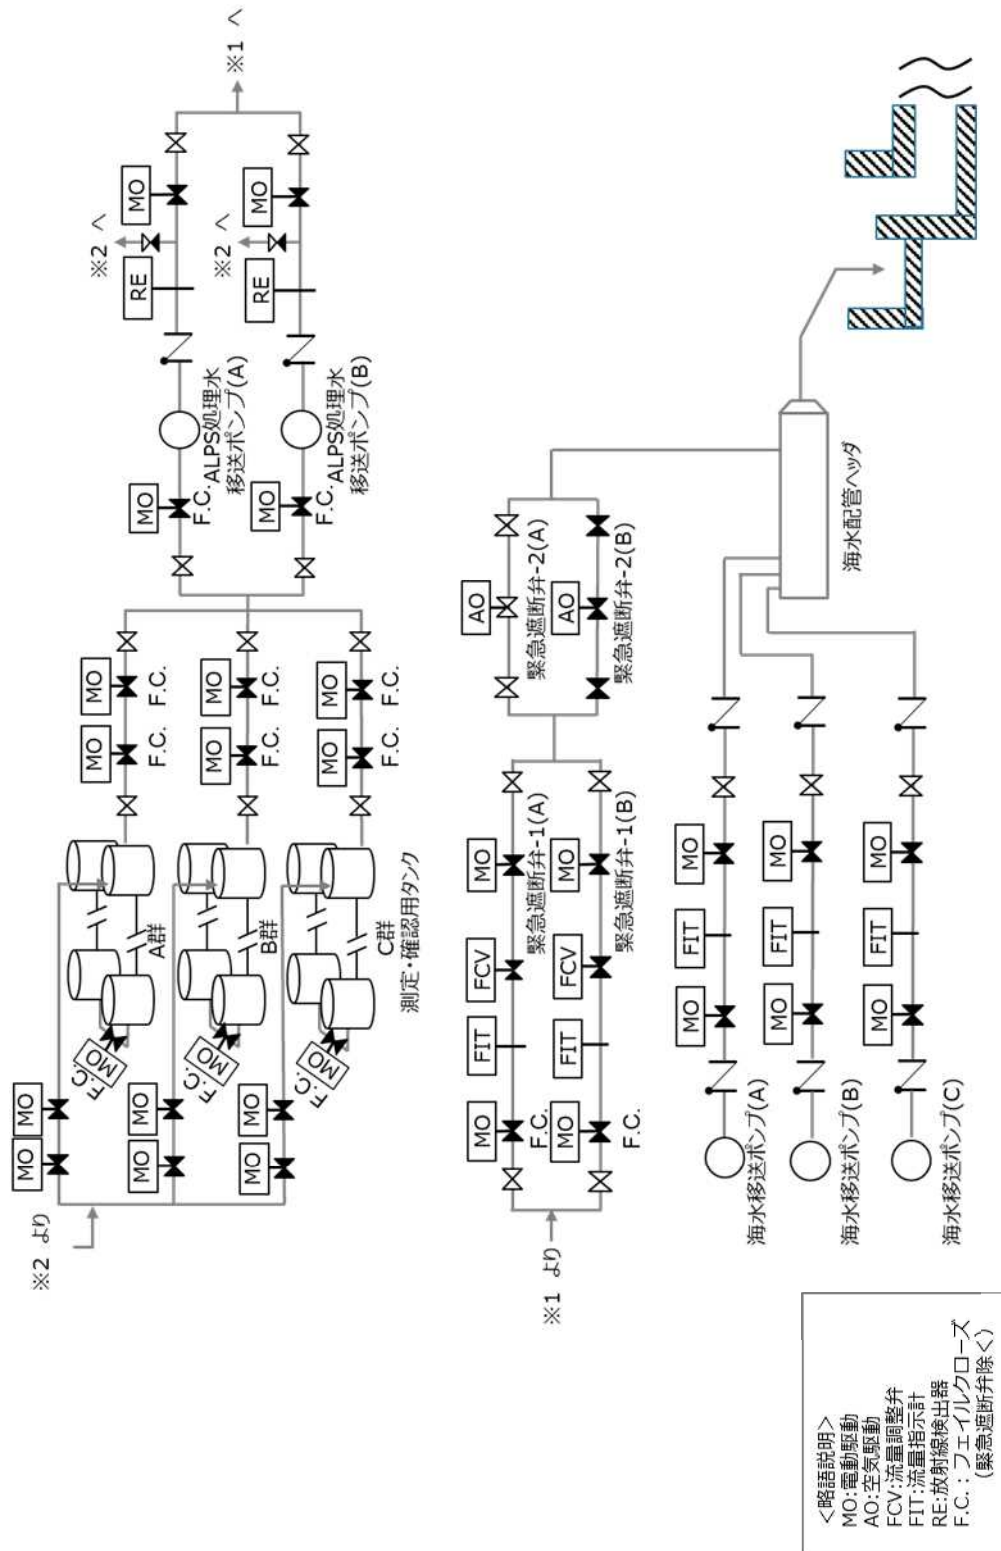 ※2 より
MO
MO
MO
MO
MO
MO
MO
F.C.
MO
F.C.
MO
F.C.
A群
B群
C群
測定・確認用タンク
MO
F.C.
MO
F.C.
MO
F.C.
MO
F.C.
MO
F.C.
MO
F.C.
MO
F.C.
ALPS処理水
移送ポンプ(A)
MO
F.C.
ALPS処理水
移送ポンプ(B)
RE
※2 へ
MO
RE
※2 へ
MO
※1 へ
※1 より
MO
F.C.
FIT
FCV
MO
緊急遮断弁-1(A)
MO
F.C.
FIT
FCV
MO
緊急遮断弁-1(B)
AO
緊急遮断弁-2(A)
AO
緊急遮断弁-2(B)
海水移送ポンプ(A)
MO
FIT
MO
海水移送ポンプ(B)
MO
FIT
MO
海水移送ポンプ(C)
MO
FIT
MO
海水配管ヘッダ
<略語説明>
MO:電動駆動
AO:空気駆動
FCV:流量調整弁
FIT:流量指示計
RE:放射線検出器
F.C.:フェイルクローズ
(緊急遮断弁除く)